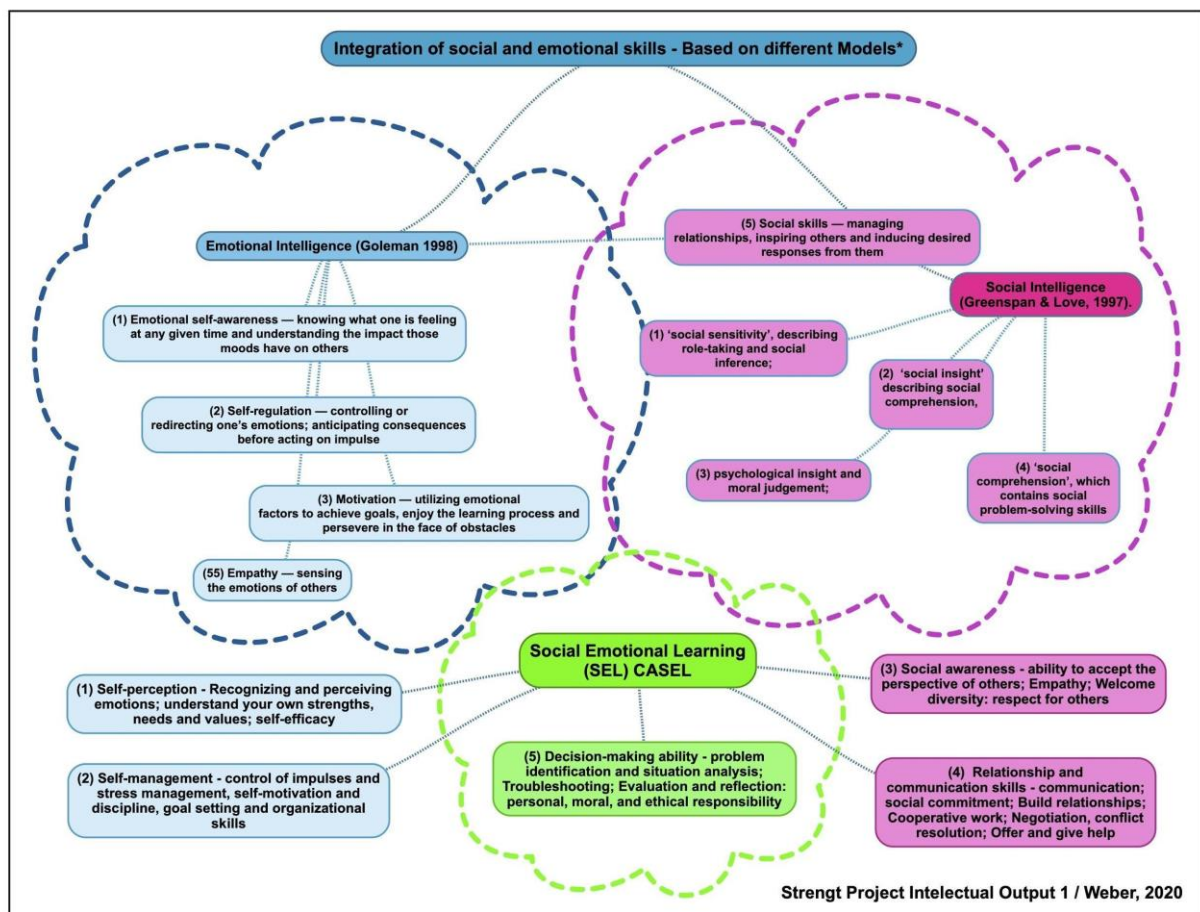 Integration of social and emotional skills - Based on different Models*
Emotional Intelligence (Goleman 1998)
(1) Emotional self-awareness — knowing what one is feeling
at any given time and understanding the impact those
moods have on others
(2) Self-regulation — controlling or
redirecting one's emotions; anticipating consequences
before acting on impulse
(3) Motivation — utilizing emotional
factors to achieve goals, enjoy the learning process and
persevere in the face of obstacles
(55) Empathy — sensing
the emotions of others
(5) Social skills — managing
relationships, inspiring others and inducing desired
responses from them
Social Intelligence
(Greenspan & Love, 1997).
(1) ‘social sensitivity’, describing
role-taking and social
inference;
(2) ‘social insight’
describing social
comprehension,
(3) psychological insight and
moral judgement;
(4) ‘social
comprehension’, which
contains social
problem-solving skills
Social Emotional Learning
(SEL) CASEL
(1) Self-perception - Recognizing and perceiving
emotions; understand your own strengths,
needs and values; self-efficacy
(2) Self-management - control of impulses and
stress management, self-motivation and
discipline, goal setting and organizational
skills
(5) Decision-making ability - problem
identification and situation analysis;
Troubleshooting; Evaluation and reflection:
personal, moral, and ethical responsibility
(3) Social awareness - ability to accept the
perspective of others; Empathy; Welcome
diversity: respect for others
(4) Relationship and
communication skills - communication;
social commitment; Build relationships;
Cooperative work; Negotiation, conflict
resolution; Offer and give help
Strengt Project Intelectual Output 1 / Weber, 2020